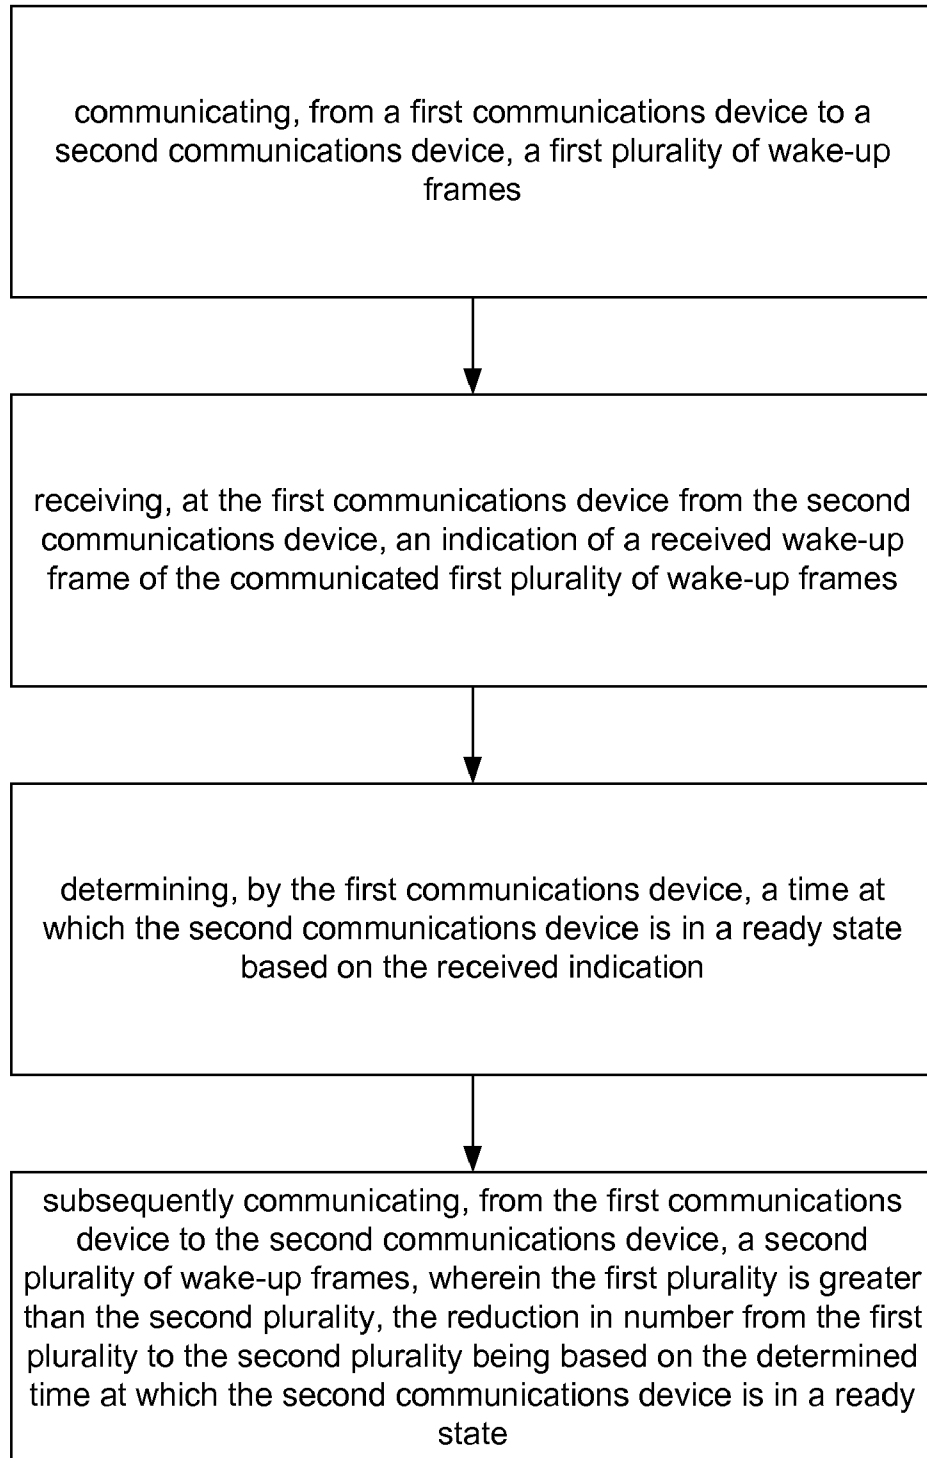 communicating, from a first communications device to a
second communications device, a first plurality of wake-up
frames
receiving, at the first communications device from the second
communications device, an indication of a received wake-up
frame of the communicated first plurality of wake-up frames
determining, by the first communications device, a time at
which the second communications device is in a ready state
based on the received indication
subsequently communicating, from the first communications
device to the second communications device, a second
plurality of wake-up frames, wherein the first plurality is greater
than the second plurality, the reduction in number from the first
plurality to the second plurality being based on the determined
time at which the second communications device is in a ready
state